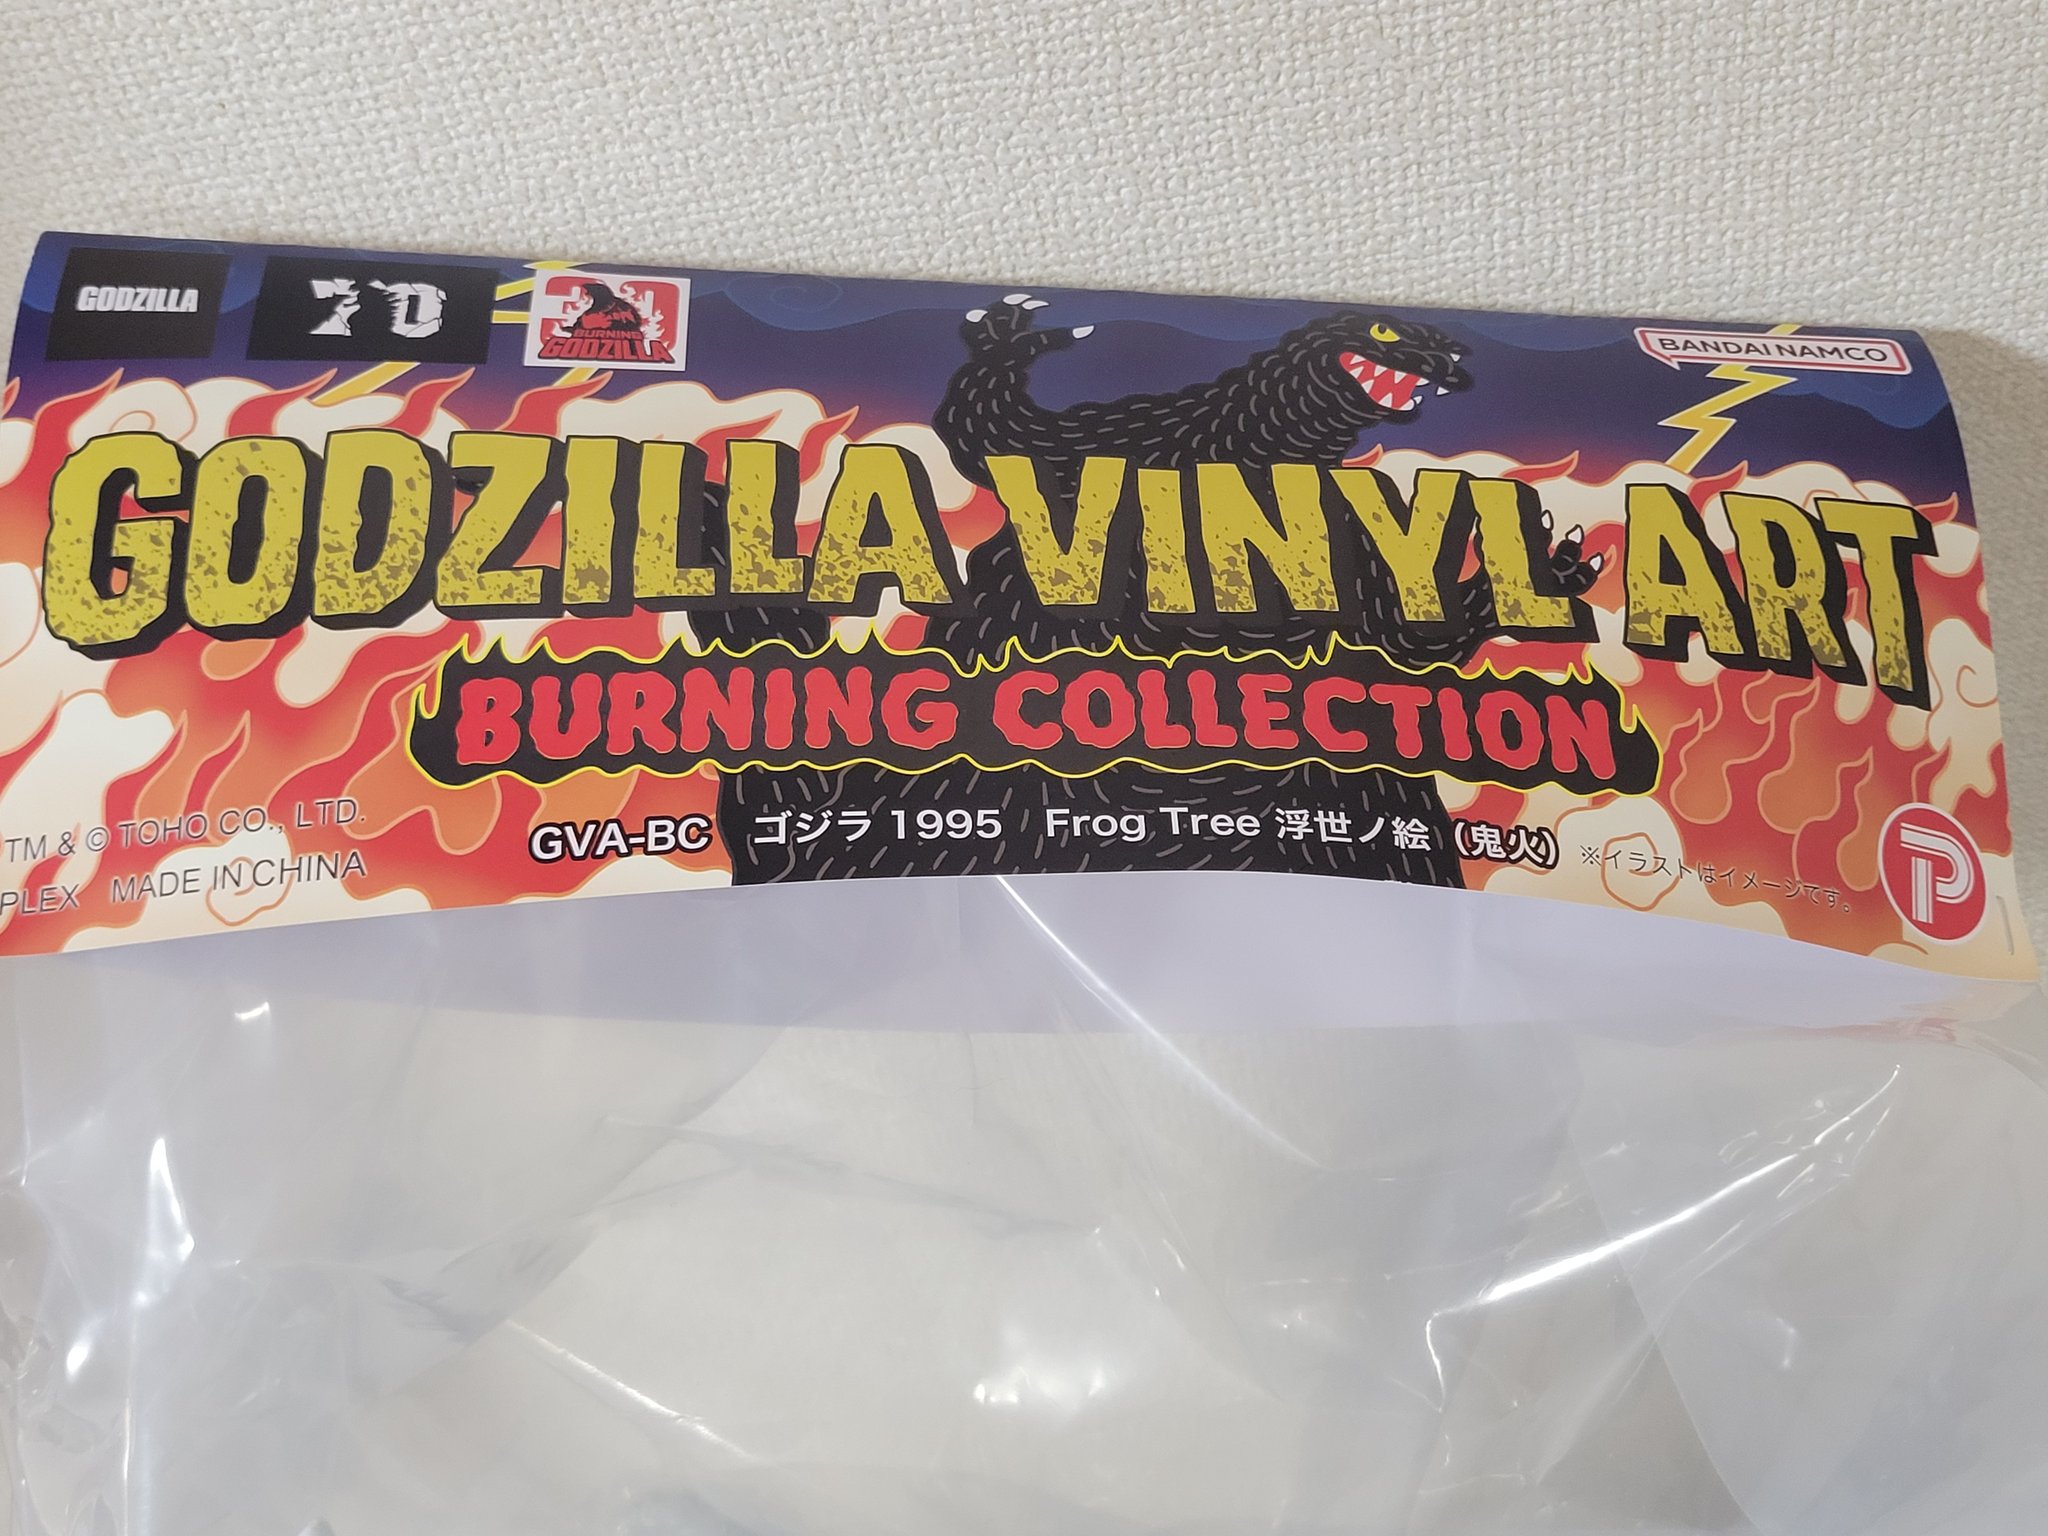 GODZILLA
70
BURNING
GODZILLA
BANDAI NAMCO
GODZILLA VINYL ART
BURNING COLLECTION
TM & © TOHO CO., LTD.
PLEX MADE IN CHINA
GVA-BC ゴジラ 1995 Frog Tree 浮世ノ絵 (鬼火)
※イラストはイメージです。
P